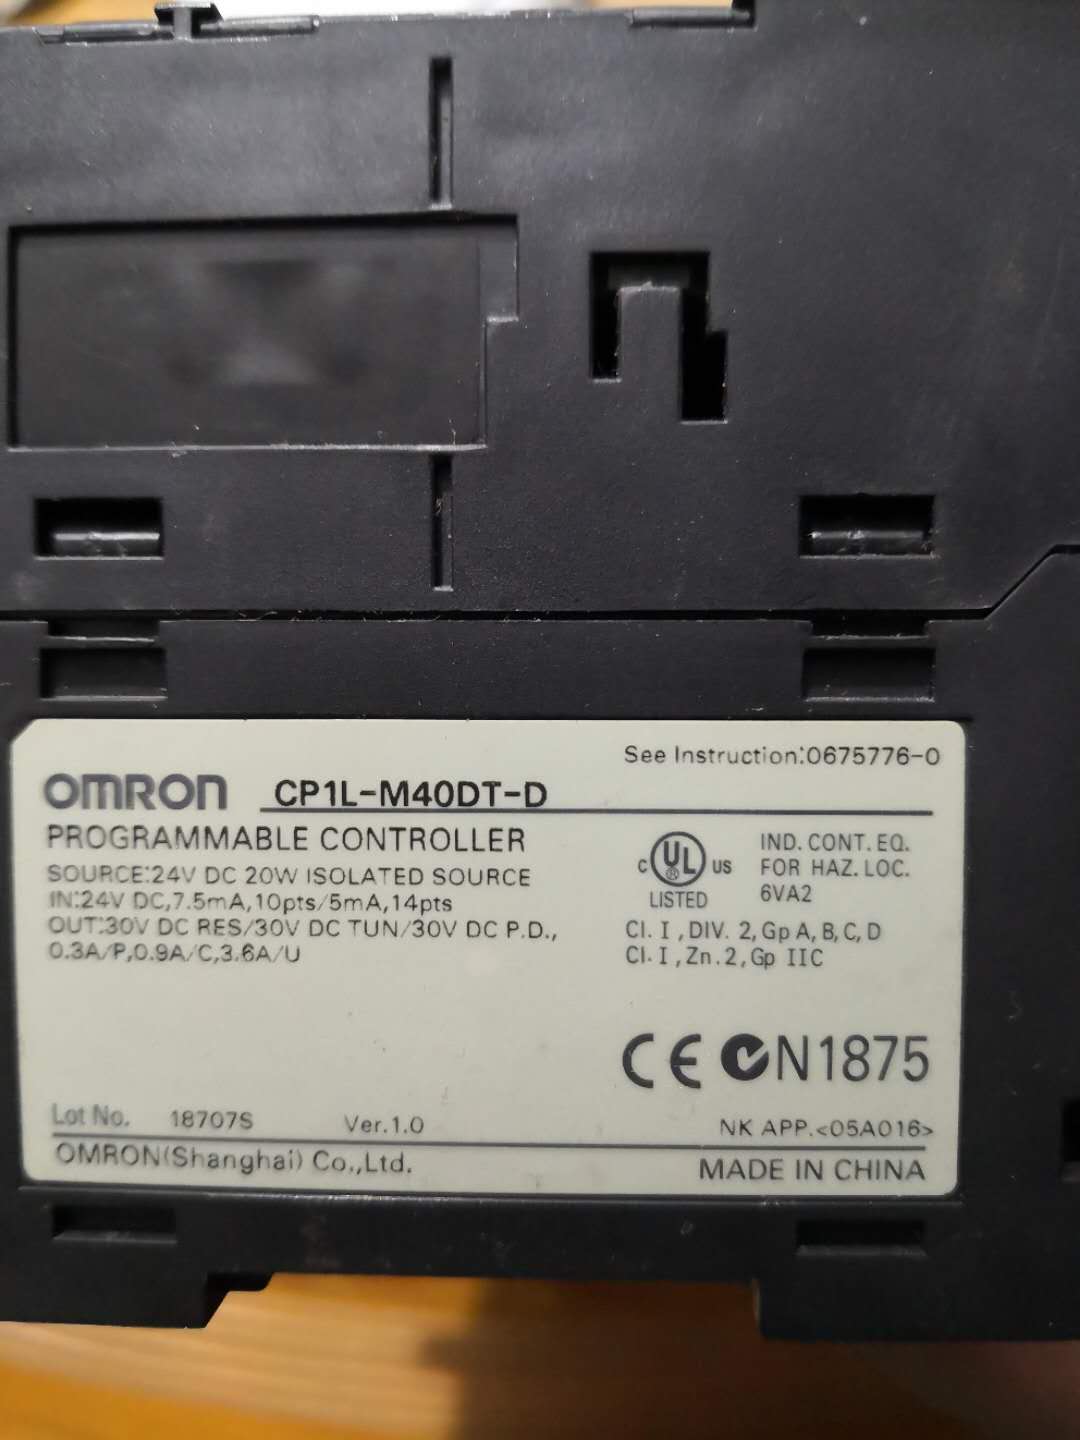 See Instruction:0675776-0
OMRON CP1L-M40DT-D
PROGRAMMABLE CONTROLLER
SOURCE:24V DC 20W ISOLATED SOURCE
IN:24V DC,7.5mA,10pts/5mA,14pts
OUT:30V DC RES/30V DC TUN/30V DC P.D.,
0.3A/P,0.9A/C,3.6A/U
C UL US
LISTED
IND. CONT. EQ.
FOR HAZ. LOC.
6VA2
Cl. I ,DIV. 2,Gp A,B,C,D
Cl. I ,Zn.2,Gp IIC
CE N1875
Lot No. 18707S Ver.1.0
NK APP.<05A016>
OMRON(Shanghai) Co.,Ltd.
MADE IN CHINA